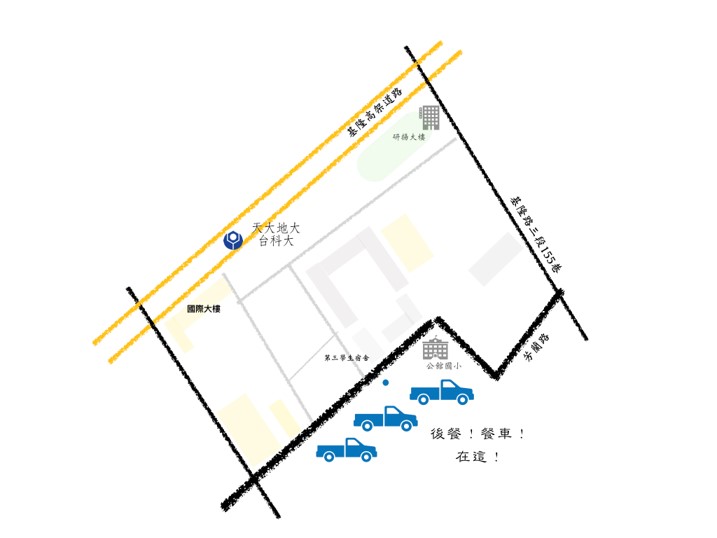 基隆高架道路
研揚大樓
基隆路三段155巷
天大地大
台科大
國際大樓
第三學生宿舍
公館國小
芳蘭路
後餐！餐車！
在這！